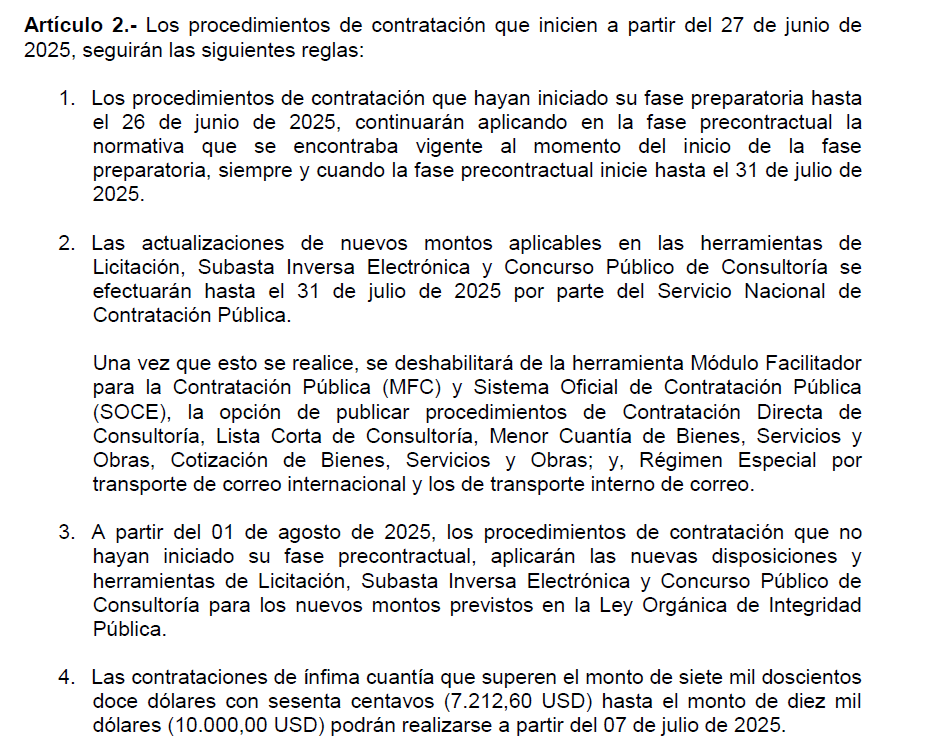 Artículo 2.- Los procedimientos de contratación que inicien a partir del 27 de junio de
2025, seguirán las siguientes reglas:
1. Los procedimientos de contratación que hayan iniciado su fase preparatoria hasta
el 26 de junio de 2025, continuarán aplicando en la fase precontractual la
normativa que se encontraba vigente al momento del inicio de la fase
preparatoria, siempre y cuando la fase precontractual inicie hasta el 31 de julio de
2025.
2. Las actualizaciones de nuevos montos aplicables en las herramientas de
Licitación, Subasta Inversa Electrónica y Concurso Público de Consultoría se
efectuarán hasta el 31 de julio de 2025 por parte del Servicio Nacional de
Contratación Pública.
Una vez que esto se realice, se deshabilitará de la herramienta Módulo Facilitador
para la Contratación Pública (MFC) y Sistema Oficial de Contratación Pública
(SOCE), la opción de publicar procedimientos de Contratación Directa de
Consultoría, Lista Corta de Consultoría, Menor Cuantía de Bienes, Servicios y
Obras, Cotización de Bienes, Servicios y Obras; y, Régimen Especial por
transporte de correo internacional y los de transporte interno de correo.
3. A partir del 01 de agosto de 2025, los procedimientos de contratación que no
hayan iniciado su fase precontractual, aplicarán las nuevas disposiciones y
herramientas de Licitación, Subasta Inversa Electrónica y Concurso Público de
Consultoría para los nuevos montos previstos en la Ley Orgánica de Integridad
Pública.
4. Las contrataciones de ínfima cuantía que superen el monto de siete mil doscientos
doce dólares con sesenta centavos (7.212,60 USD) hasta el monto de diez mil
dólares (10.000,00 USD) podrán realizarse a partir del 07 de julio de 2025.